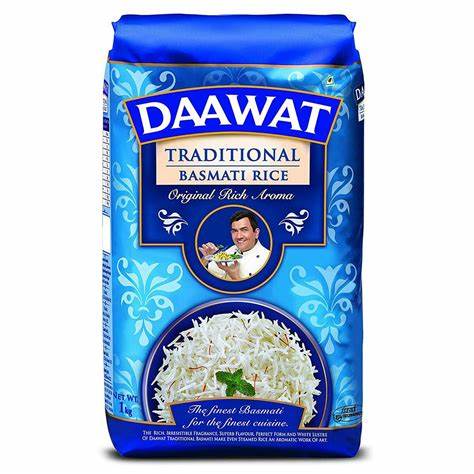 DAAWAT
TRADITIONAL
BASMATI RICE
Original Rich Aroma
The finest Basmati
for the finest cuisine.
THE RICH, IRRESISTIBLE FRAGRANCE, SUPERB FLAVOUR, PERFECT FORM AND WHITE LUSTRE
OF DAAWAT TRADITIONAL BASMATI MAKE EVEN STEAMED RICE AN AROMATIC WORK OF ART.
NET WT.
1kg